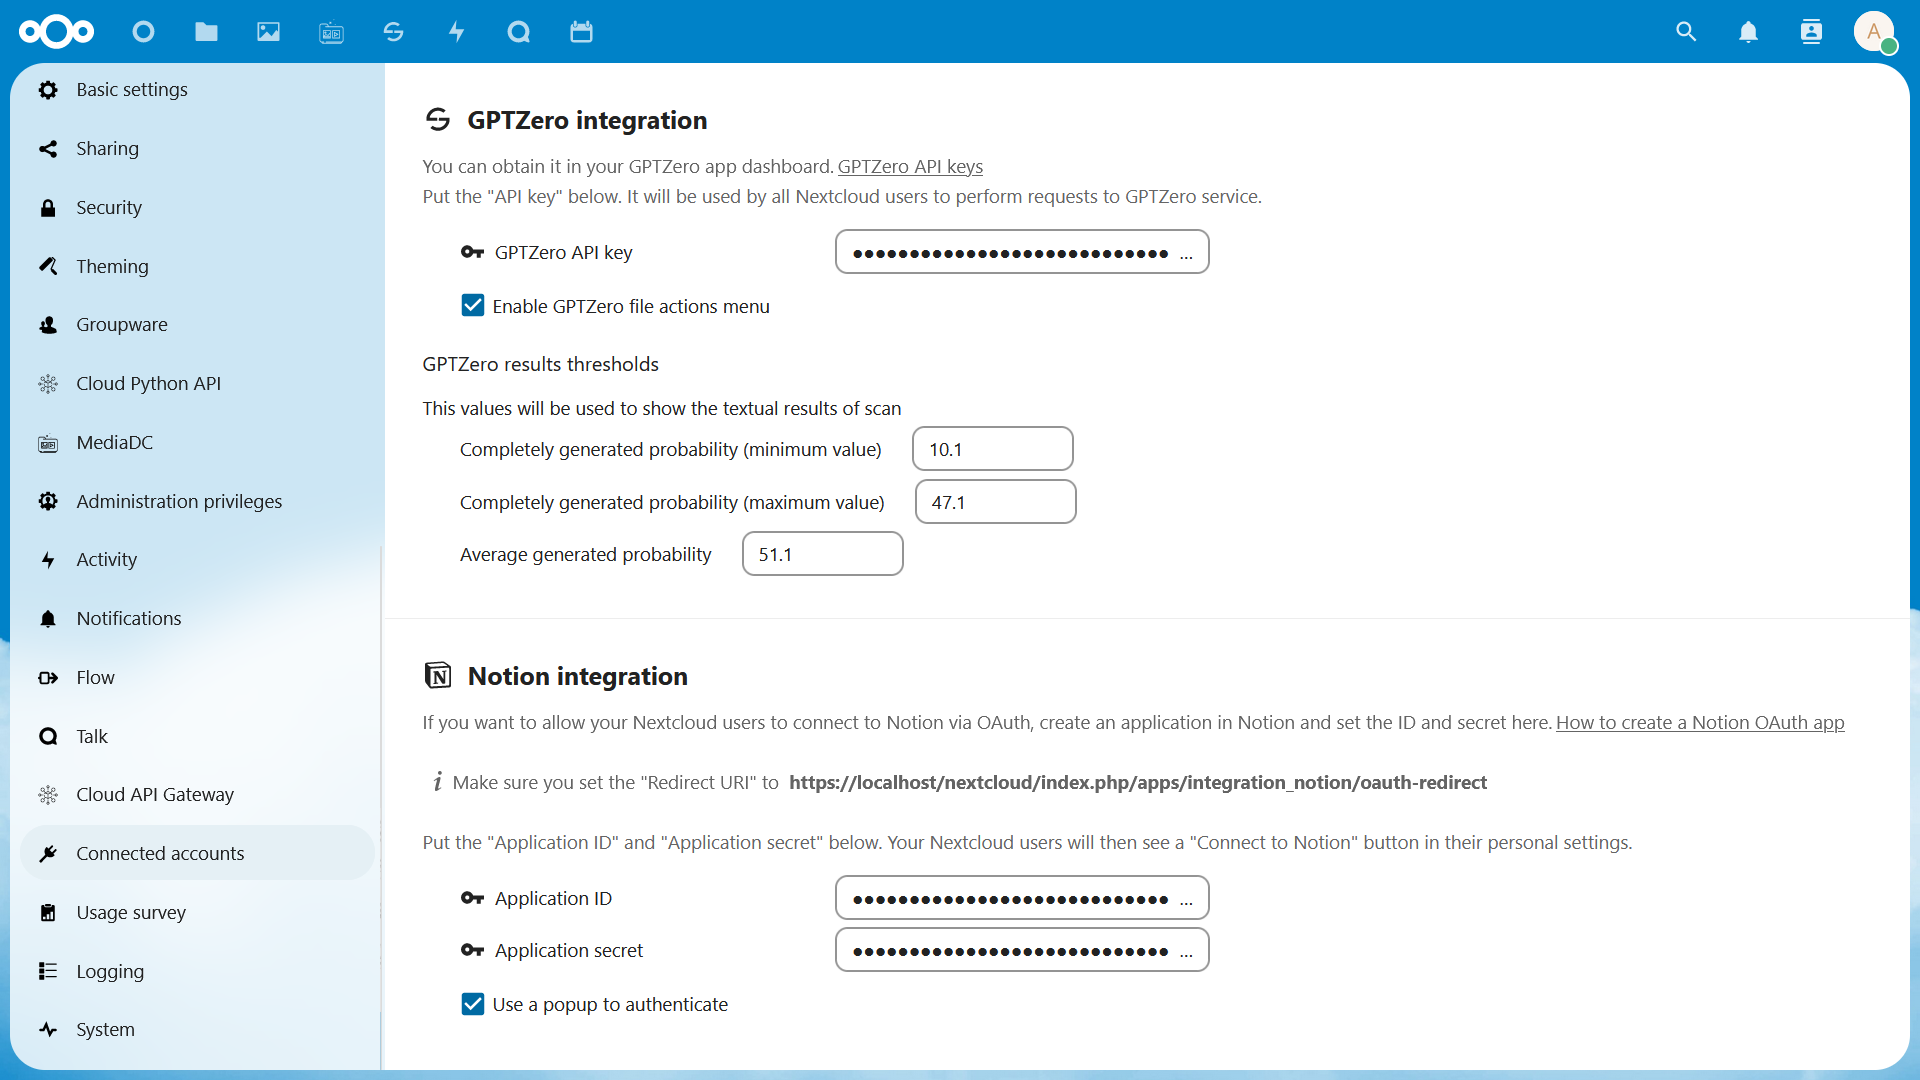 A
Basic settings
Sharing
Security
Theming
Groupware
Cloud Python API
MediaDC
Administration privileges
Activity
Notifications
Flow
Talk
Cloud API Gateway
Connected accounts
Usage survey
Logging
System
GPTZero integration
You can obtain it in your GPTZero app dashboard. GPTZero API keys
Put the "API key" below. It will be used by all Nextcloud users to perform requests to GPTZero service.
GPTZero API key ●●●●●●●●●●●●●●●●●●●●●●●●●●●● ...
Enable GPTZero file actions menu
GPTZero results thresholds
This values will be used to show the textual results of scan
Completely generated probability (minimum value) 10.1
Completely generated probability (maximum value) 47.1
Average generated probability 51.1
N Notion integration
If you want to allow your Nextcloud users to connect to Notion via OAuth, create an application in Notion and set the ID and secret here. How to create a Notion OAuth app
i Make sure you set the "Redirect URI" to https://localhost/nextcloud/index.php/apps/integration_notion/oauth-redirect
Put the "Application ID" and "Application secret" below. Your Nextcloud users will then see a "Connect to Notion" button in their personal settings.
Application ID ●●●●●●●●●●●●●●●●●●●●●●●●●●●● ...
Application secret ●●●●●●●●●●●●●●●●●●●●●●●●●●●● ...
Use a popup to authenticate